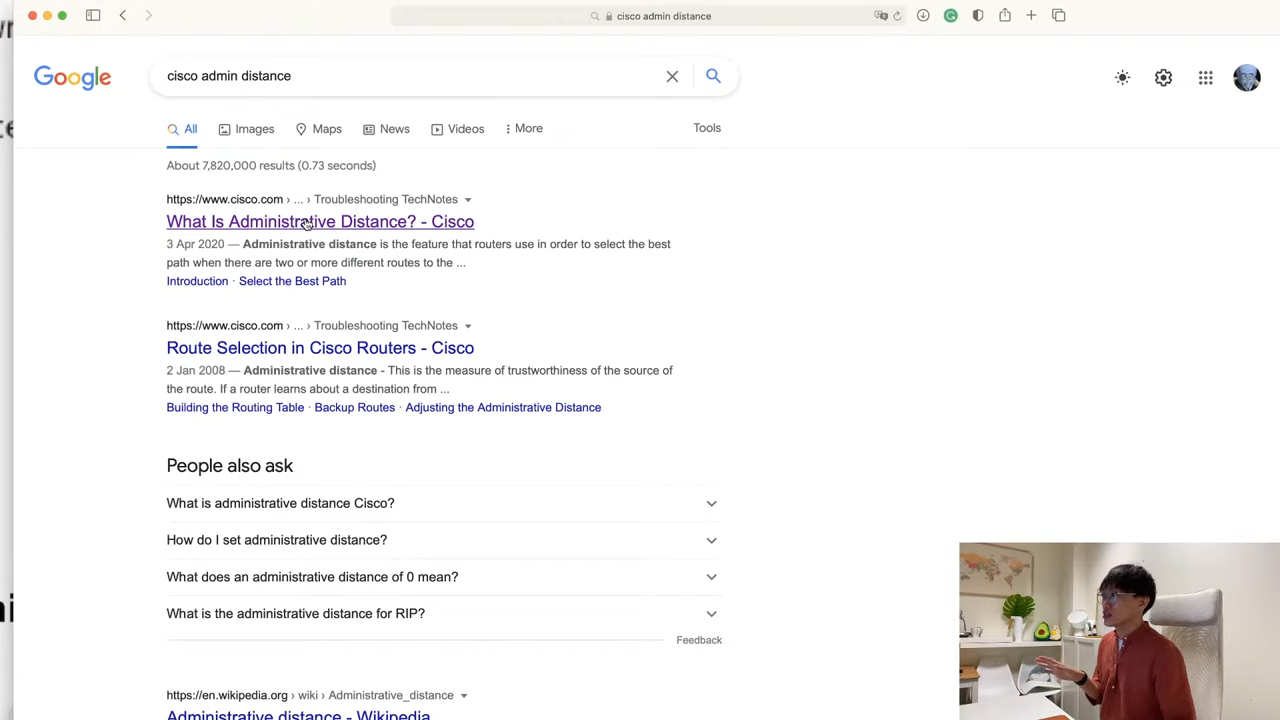 cisco admin distance
Google
cisco admin distance
All
Images
Maps
News
Videos
More
Tools
About 7,820,000 results (0.73 seconds)
https://www.cisco.com › ... › Troubleshooting TechNotes
What Is Administrative Distance? - Cisco
3 Apr 2020 — Administrative distance is the feature that routers use in order to select the best
path when there are two or more different routes to the ...
Introduction · Select the Best Path
https://www.cisco.com › ... › Troubleshooting TechNotes
Route Selection in Cisco Routers - Cisco
2 Jan 2008 — Administrative distance - This is the measure of trustworthiness of the source of
the route. If a router learns about a destination from ...
Building the Routing Table · Backup Routes · Adjusting the Administrative Distance
People also ask
What is administrative distance Cisco?
How do I set administrative distance?
What does an administrative distance of 0 mean?
What is the administrative distance for RIP?
Feedback
https://en.wikipedia.org › wiki › Administrative_distance
Administrative distance - Wikipedia